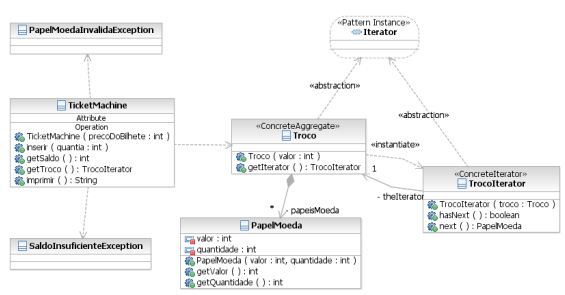 PapelMoedaInvalidaException
«Pattern Instance»
Iterator
«abstraction»
«abstraction»
TicketMachine
Attribute
Operation
TicketMachine ( precoDoBilhete : int )
inserir ( quantia : int )
getSaldo ( ) : int
getTroco ( ) : TrocoIterator
imprimir ( ) : String
«ConcreteAggregate»
Troco
Troco ( valor : int )
getIterator ( ) : TrocoIterator
«instantiate»
1
- theIterator
«ConcreteIterator»
TrocoIterator
TrocoIterator ( troco : Troco )
hasNext ( ) : boolean
next ( ) : PapelMoeda
*
- papeisMoeda
PapelMoeda
valor : int
quantidade : int
PapelMoeda ( valor : int, quantidade : int )
getValor ( ) : int
getQuantidade ( ) : int
SaldoInsuficienteException